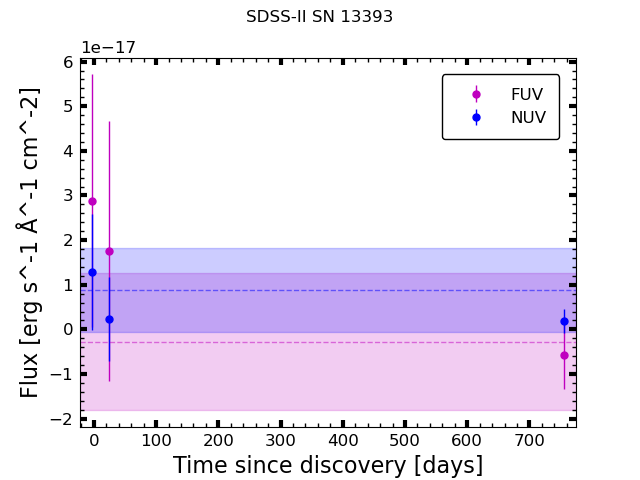 SDSS-II SN 13393
1e−17
6
5
4
3
2
1
0
−1
−2
Flux [erg s^-1 Å^-1 cm^-2]
FUV
NUV
0 100 200 300 400 500 600 700
Time since discovery [days]